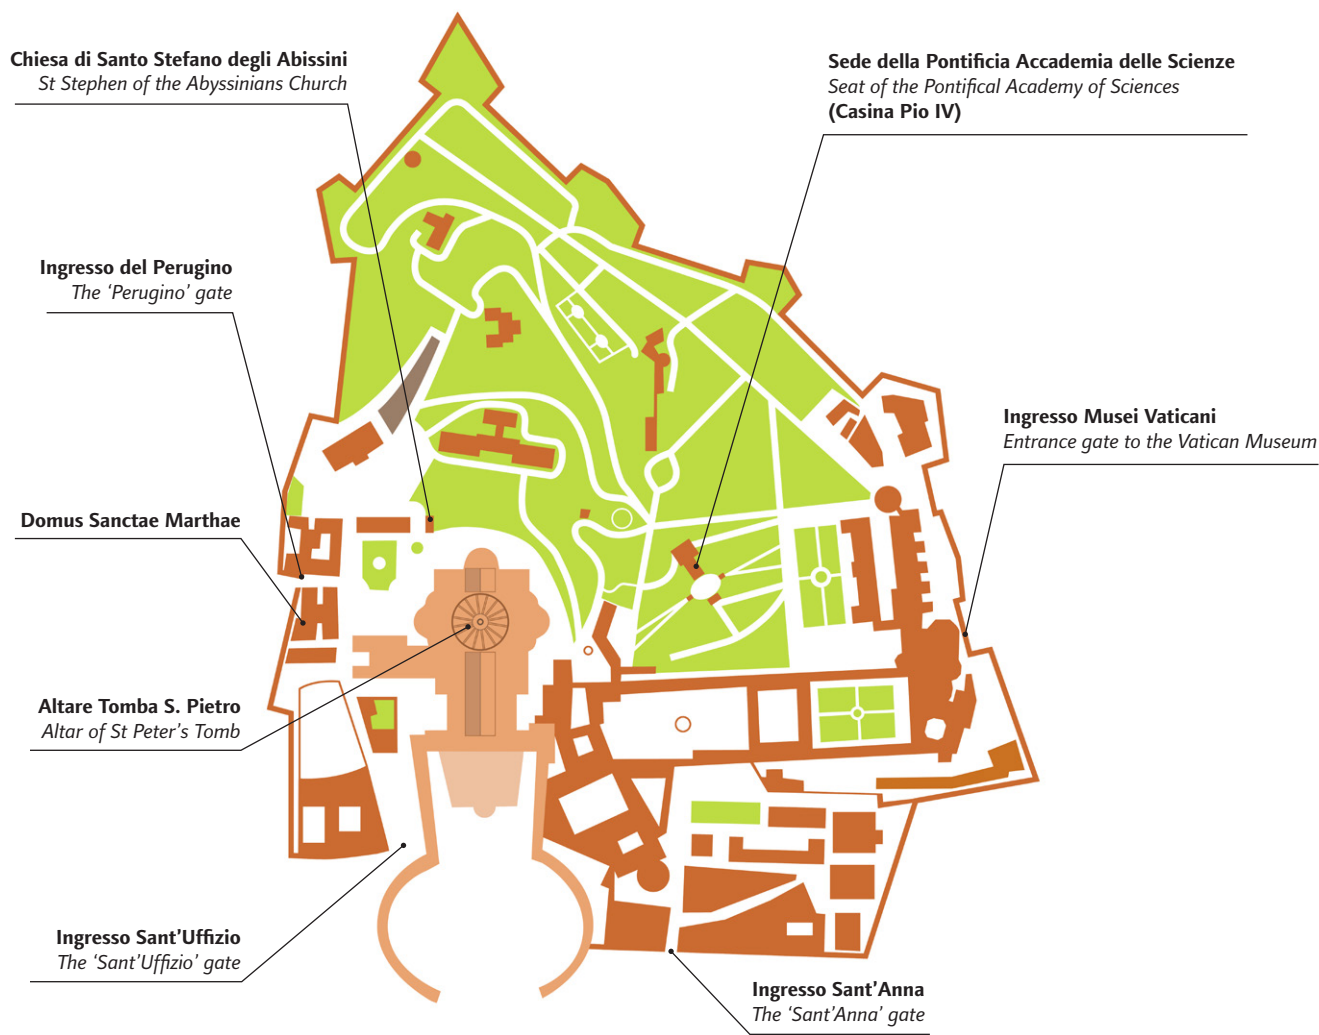 Chiesa di Santo Stefano degli Abissini
St Stephen of the Abyssinians Church
Sede della Pontificia Accademia delle Scienze
Seat of the Pontifical Academy of Sciences
(Casina Pio IV)
Ingresso del Perugino
The ‘Perugino’ gate
Ingresso Musei Vaticani
Entrance gate to the Vatican Museum
Domus Sanctae Marthae
Altare Tomba S. Pietro
Altar of St Peter’s Tomb
Ingresso Sant’Uffizio
The ‘Sant’Uffizio’ gate
Ingresso Sant’Anna
The ‘Sant’Anna’ gate